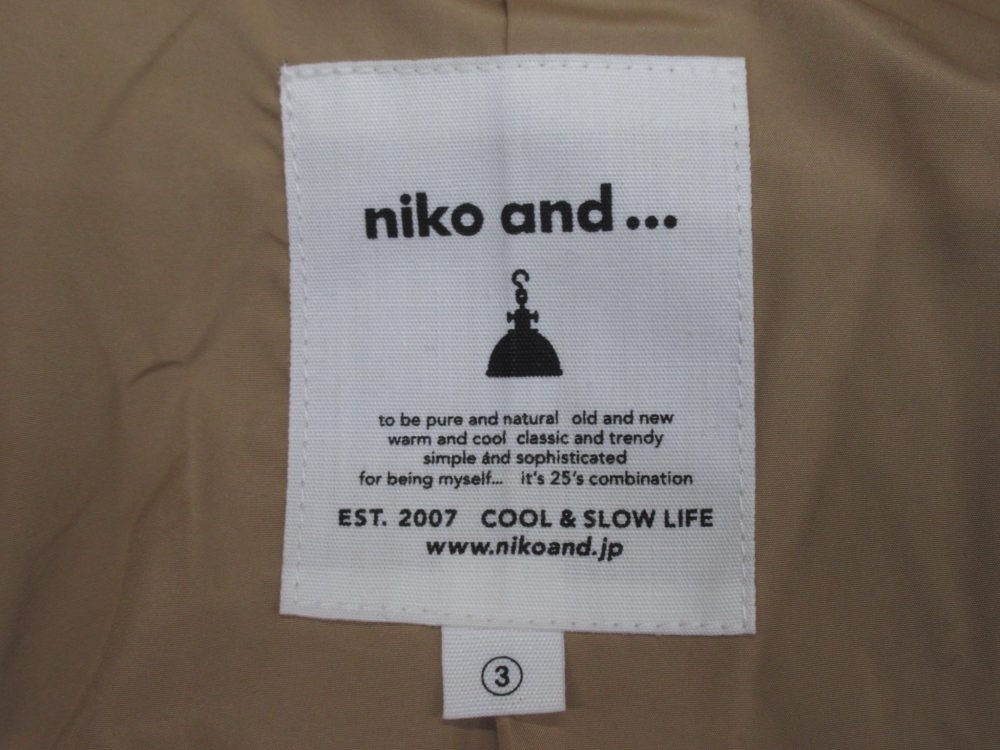 niko and...
to be pure and natural old and new
warm and cool classic and trendy
simple and sophisticated
for being myself... it's 25's combination
EST. 2007 COOL & SLOW LIFE
www.nikoand.jp
③